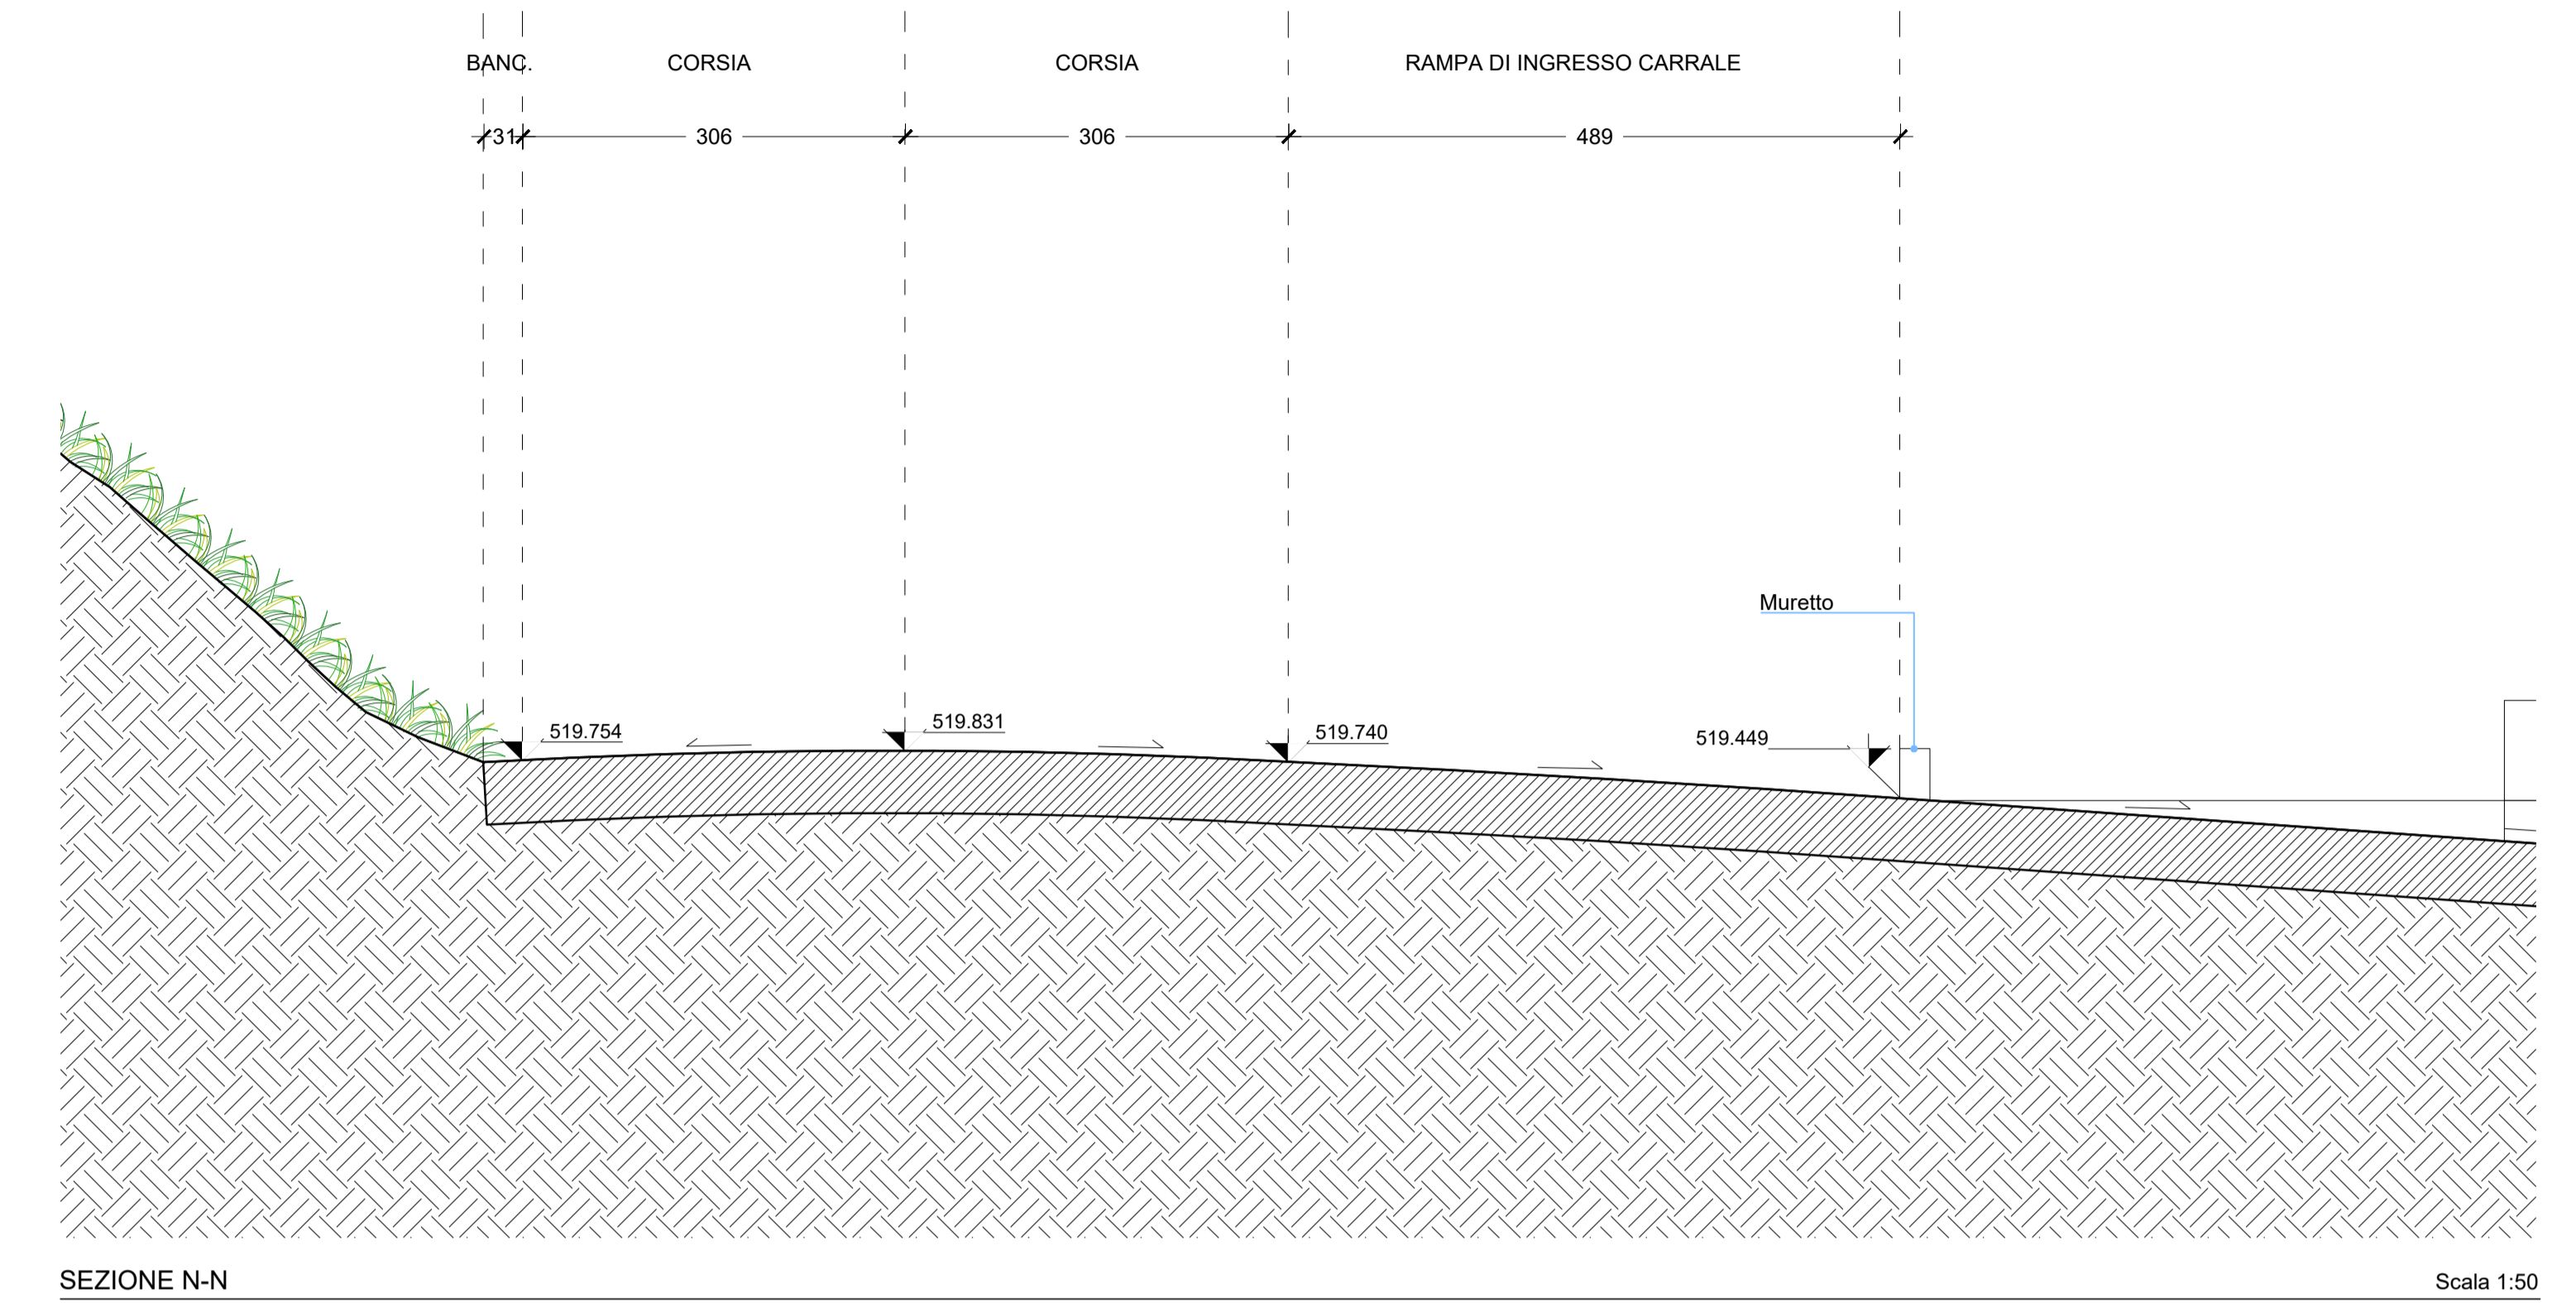 BANC. CORSIA CORSIA RAMPA DI INGRESSO CARRALE
31 306 306 489
Muretto
519.754 519.831 519.740 519.449
SEZIONE N-N Scala 1:50